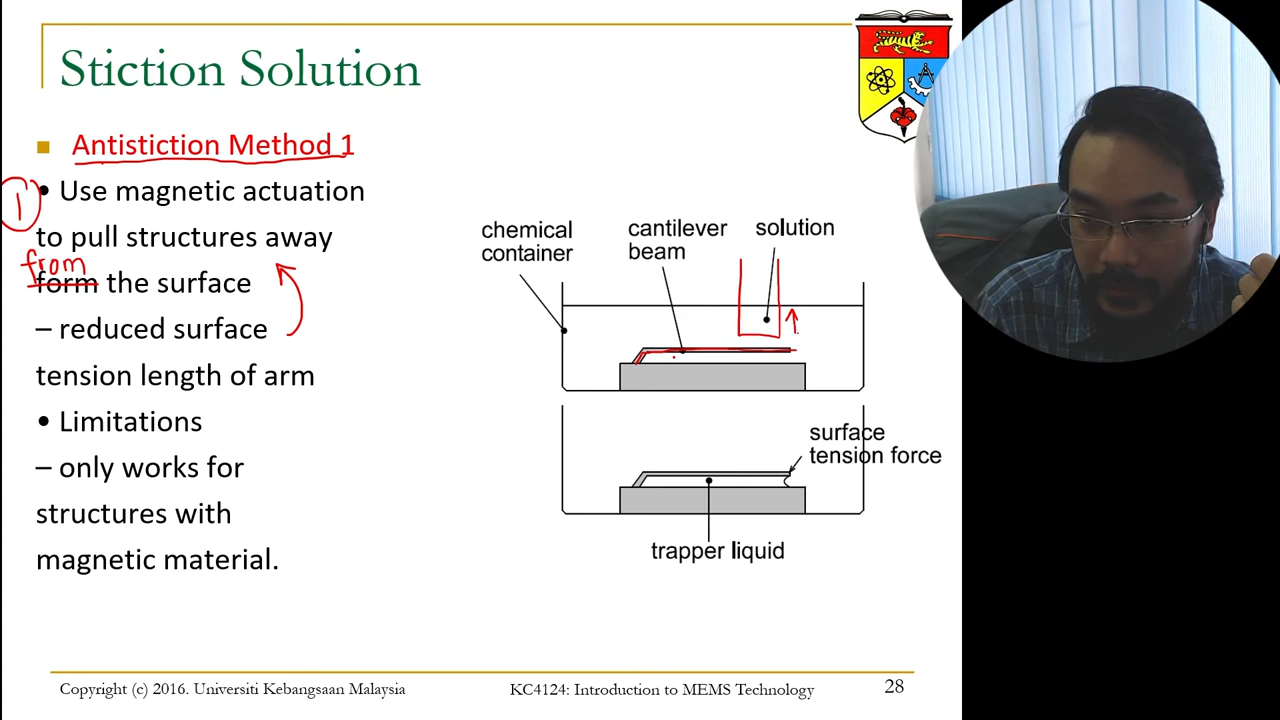 Stiction Solution
Antistiction Method 1
1
• Use magnetic actuation
to pull structures away
from
form the surface
– reduced surface
tension length of arm
• Limitations
– only works for
structures with
magnetic material.
chemical
container
cantilever
beam
solution
surface
tension force
trapper liquid
Copyright (c) 2016. Universiti Kebangsaan Malaysia
KC4124: Introduction to MEMS Technology
28